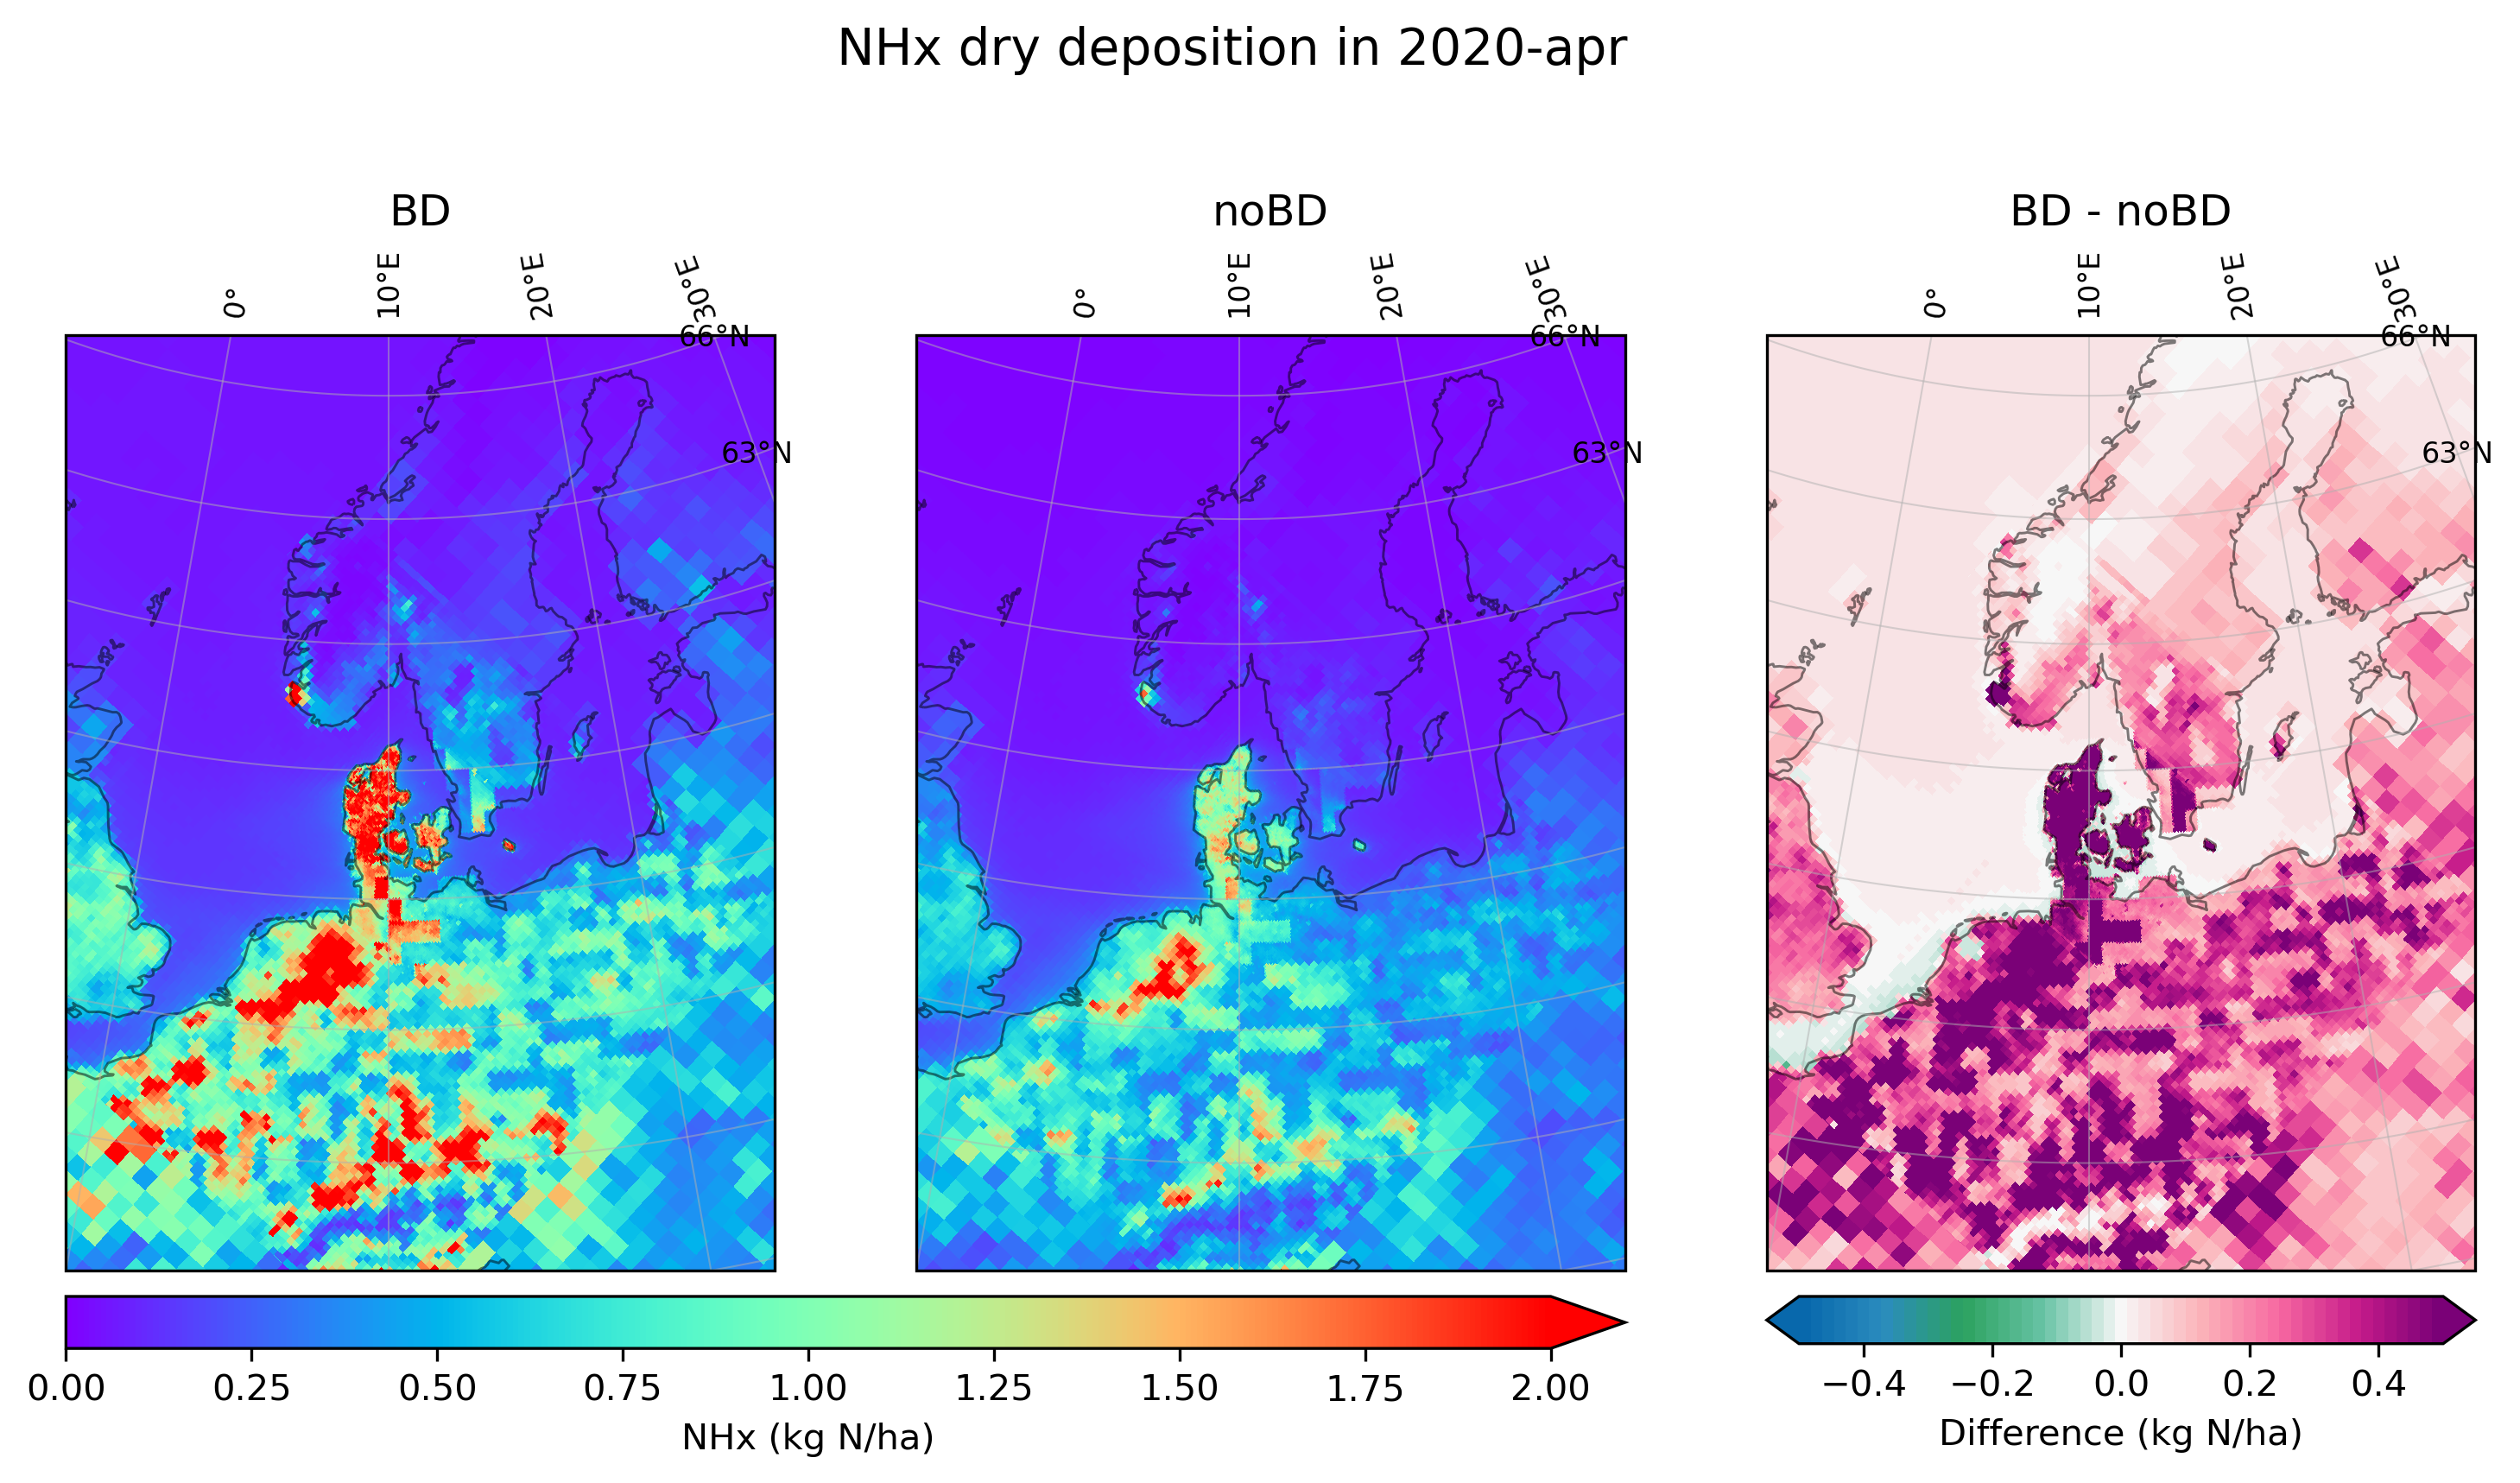 NHx dry deposition in 2020-apr
BD
noBD
BD - noBD
0° 10°E 20°E 30°E
0° 10°E 20°E 30°E
0° 10°E 20°E 30°E
66°N
66°N
66°N
63°N
63°N
63°N
0.00 0.25 0.50 0.75 1.00 1.25 1.50 1.75 2.00
NHx (kg N/ha)
−0.4 −0.2 0.0 0.2 0.4
Difference (kg N/ha)